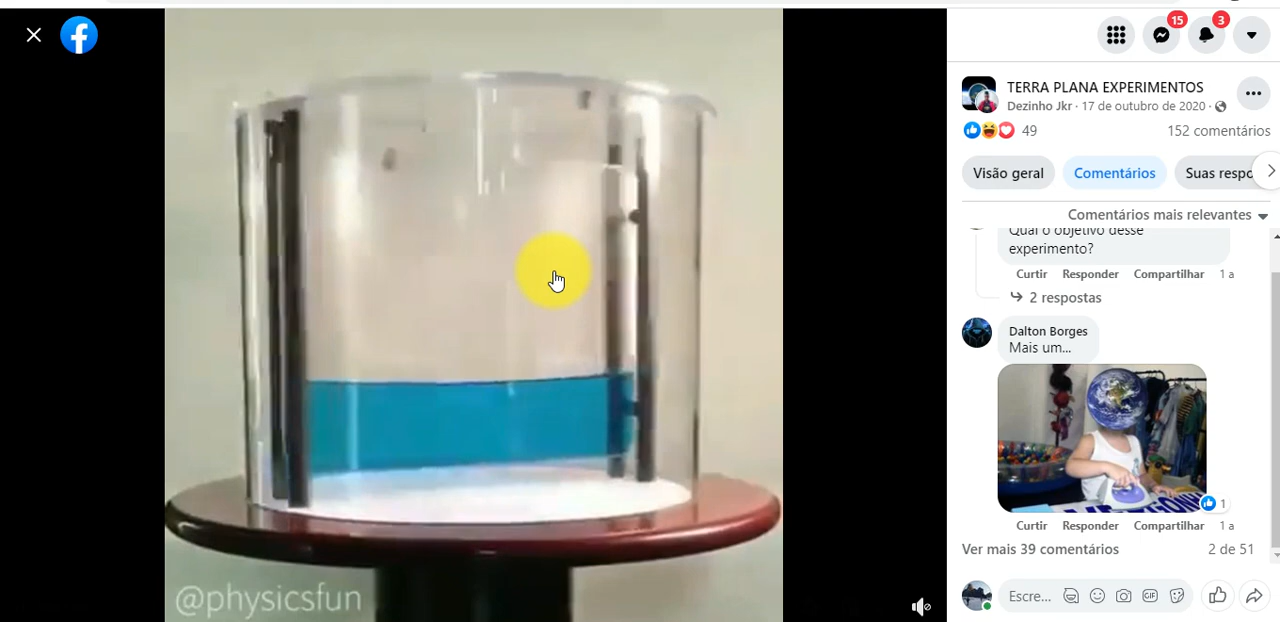 15
3
TERRA PLANA EXPERIMENTOS
Dezinho Jkr · 17 de outubro de 2020 ·
49
152 comentários
Visão geral
Comentários
Suas respo
Comentários mais relevantes
Qual o objetivo desse
experimento?
Curtir Responder Compartilhar 1 a
2 respostas
Dalton Borges
Mais um...
1
Curtir Responder Compartilhar 1 a
Ver mais 39 comentários 2 de 51
Escre...
GIF
@physicsfun